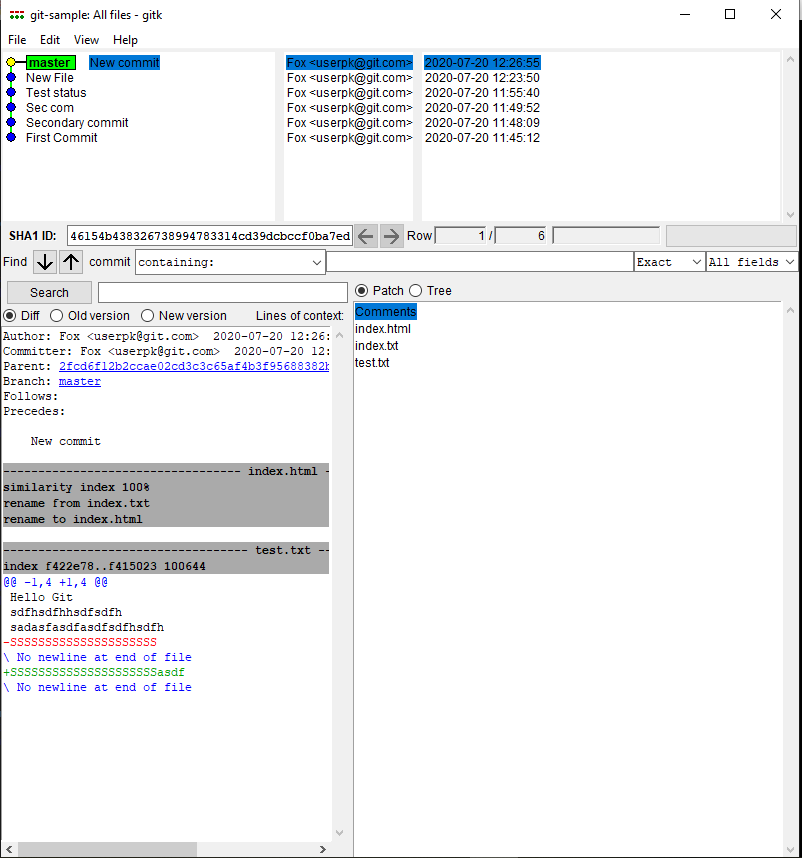 git-sample: All files - gitk
File Edit View Help
master New commit Fox <userpk@git.com> 2020-07-20 12:26:55
New File Fox <userpk@git.com> 2020-07-20 12:23:50
Test status Fox <userpk@git.com> 2020-07-20 11:55:40
Sec com Fox <userpk@git.com> 2020-07-20 11:49:52
Secondary commit Fox <userpk@git.com> 2020-07-20 11:48:09
First Commit Fox <userpk@git.com> 2020-07-20 11:45:12
SHA1 ID: 46154b438326738994783314cd39dcbccf0ba7ed Row 1 / 6
Find commit containing: Exact All fields
Search
Patch Tree
Diff Old version New version Lines of context:
Comments
index.html
index.txt
test.txt
Author: Fox <userpk@git.com> 2020-07-20 12:26:
Committer: Fox <userpk@git.com> 2020-07-20 12:
Parent: 2fcd6f12b2ccae02cd3c3c65af4b3f95688382b
Branch: master
Follows:
Precedes:
New commit
---------------------------------- index.html -
similarity index 100%
rename from index.txt
rename to index.html
----------------------------------- test.txt --
index f422e78..f415023 100644
@@ -1,4 +1,4 @@
Hello Git
sdfhsdfhhsdfsdfh
sadasfasdfasdfsdfhsdfh
-SSSSSSSSSSSSSSSSSSSSS
\ No newline at end of file
+SSSSSSSSSSSSSSSSSSSSSasdf
\ No newline at end of file